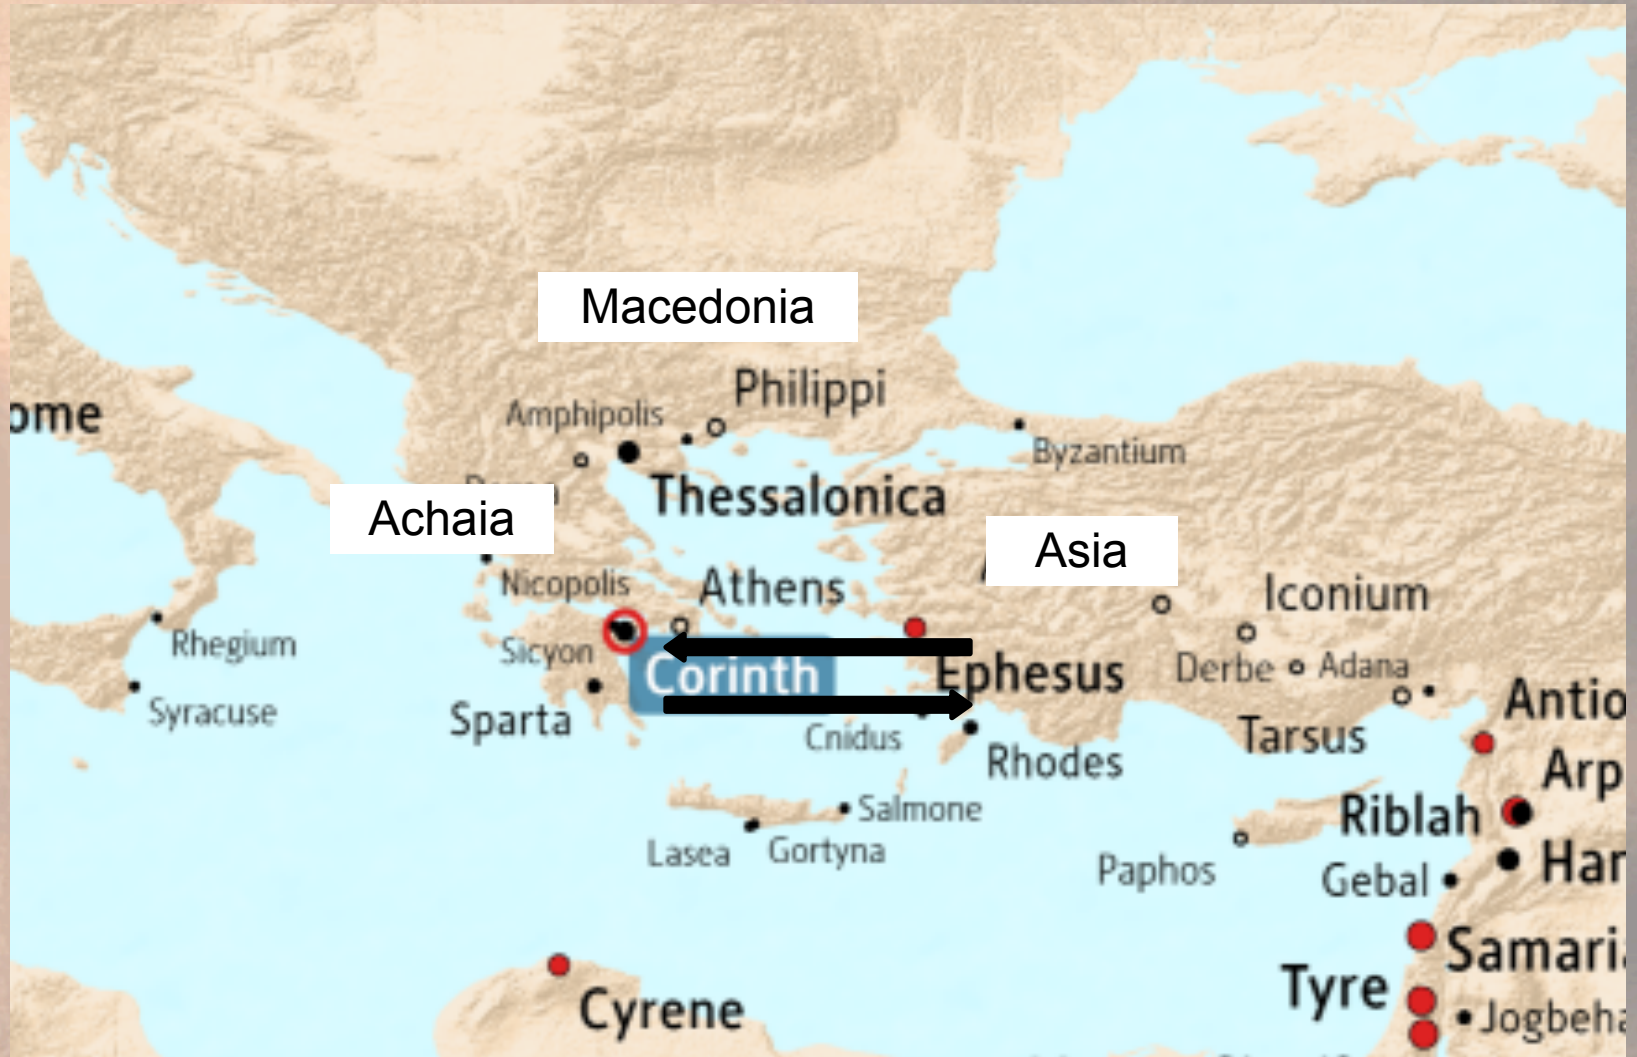 Macedonia
Philippi
ome
Amphipolis
Byzantium
Thessalonica
Achaia
Asia
Nicopolis
Athens
Iconium
Rhegium
Sicyon
Corinth
Ephesus
Derbe
Adana
Syracuse
Sparta
Cnidus
Tarsus
Antio
Rhodes
Arp
Salmone
Riblah
Lasea
Gortyna
Paphos
Gebal
Har
Samari
Tyre
Jogbeha
Cyrene